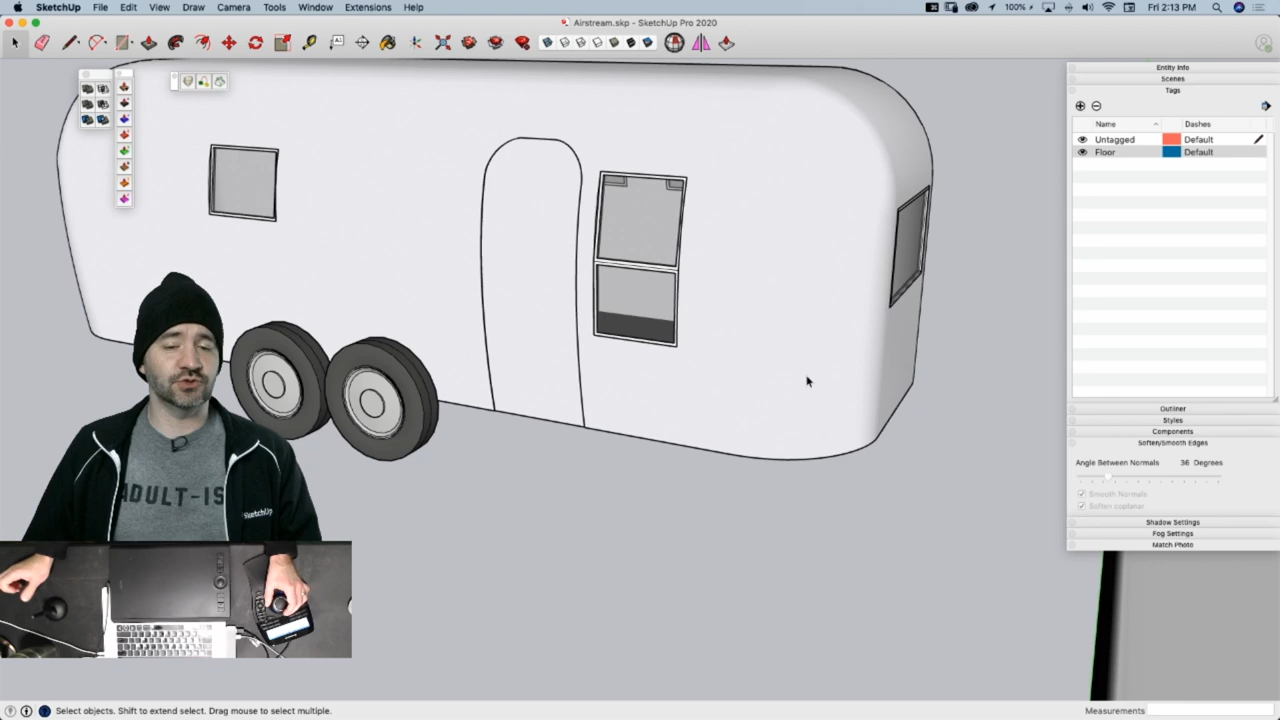 SketchUp File Edit View Draw Camera Tools Window Extensions Help
100% Fri 2:13 PM
Airstream.skp - SketchUp Pro 2020
Entity Info
Scenes
Tags
Name Dashes
Untagged Default
Floor Default
Outliner
Styles
Components
Soften/Smooth Edges
Angle Between Normals 36 Degrees
Smooth Normals
Soften coplanar
Shadow Settings
Fog Settings
Match Photo
ADULT-IS
SketchUp
Select objects. Shift to extend select. Drag mouse to select multiple.
Measurements